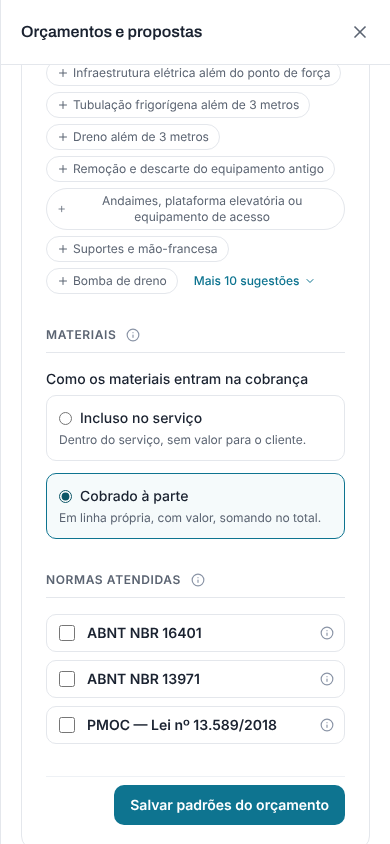 Orçamentos e propostas
+ Infraestrutura elétrica além do ponto de força
+ Tubulação frigorígena além de 3 metros
+ Dreno além de 3 metros
+ Remoção e descarte do equipamento antigo
+ Andaimes, plataforma elevatória ou
equipamento de acesso
+ Suportes e mão-francesa
+ Bomba de dreno Mais 10 sugestões
MATERIAIS
Como os materiais entram na cobrança
Incluso no serviço
Dentro do serviço, sem valor para o cliente.
Cobrado à parte
Em linha própria, com valor, somando no total.
NORMAS ATENDIDAS
ABNT NBR 16401
ABNT NBR 13971
PMOC — Lei nº 13.589/2018
Salvar padrões do orçamento